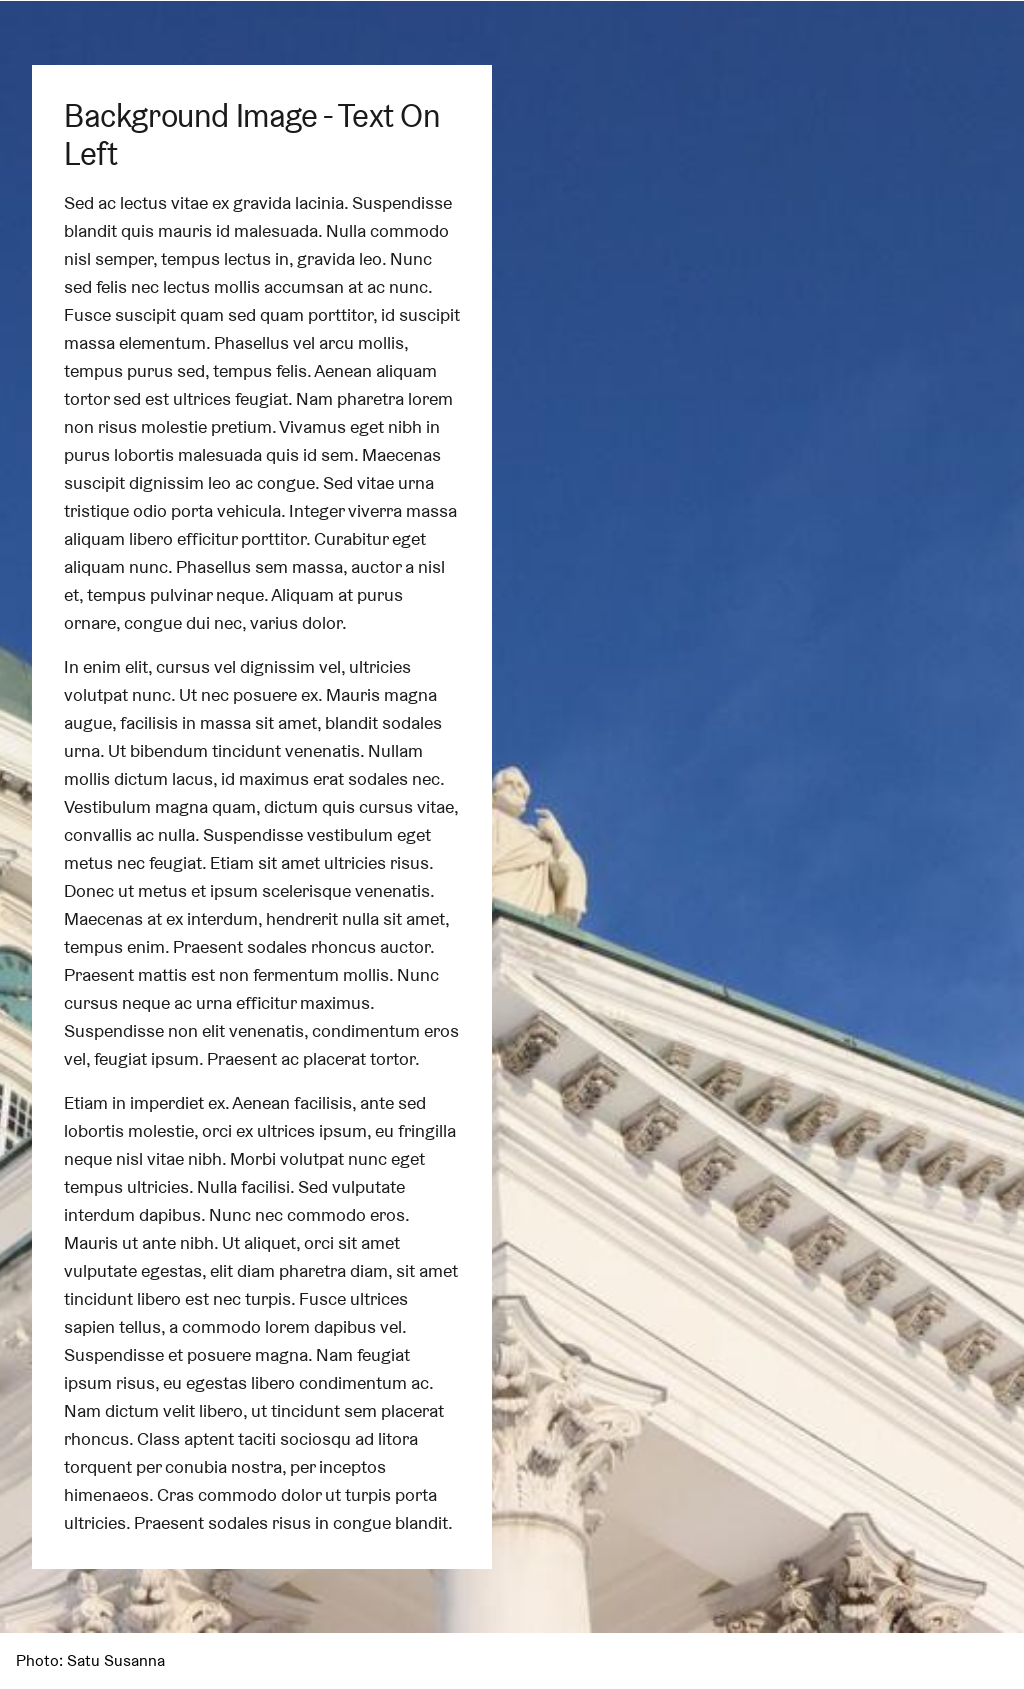 Background Image - Text On
Left
Sed ac lectus vitae ex gravida lacinia. Suspendisse
blandit quis mauris id malesuada. Nulla commodo
nisl semper, tempus lectus in, gravida leo. Nunc
sed felis nec lectus mollis accumsan at ac nunc.
Fusce suscipit quam sed quam porttitor, id suscipit
massa elementum. Phasellus vel arcu mollis,
tempus purus sed, tempus felis. Aenean aliquam
tortor sed est ultrices feugiat. Nam pharetra lorem
non risus molestie pretium. Vivamus eget nibh in
purus lobortis malesuada quis id sem. Maecenas
suscipit dignissim leo ac congue. Sed vitae urna
tristique odio porta vehicula. Integer viverra massa
aliquam libero efficitur porttitor. Curabitur eget
aliquam nunc. Phasellus sem massa, auctor a nisl
et, tempus pulvinar neque. Aliquam at purus
ornare, congue dui nec, varius dolor.
In enim elit, cursus vel dignissim vel, ultricies
volutpat nunc. Ut nec posuere ex. Mauris magna
augue, facilisis in massa sit amet, blandit sodales
urna. Ut bibendum tincidunt venenatis. Nullam
mollis dictum lacus, id maximus erat sodales nec.
Vestibulum magna quam, dictum quis cursus vitae,
convallis ac nulla. Suspendisse vestibulum eget
metus nec feugiat. Etiam sit amet ultricies risus.
Donec ut metus et ipsum scelerisque venenatis.
Maecenas at ex interdum, hendrerit nulla sit amet,
tempus enim. Praesent sodales rhoncus auctor.
Praesent mattis est non fermentum mollis. Nunc
cursus neque ac urna efficitur maximus.
Suspendisse non elit venenatis, condimentum eros
vel, feugiat ipsum. Praesent ac placerat tortor.
Etiam in imperdiet ex. Aenean facilisis, ante sed
lobortis molestie, orci ex ultrices ipsum, eu fringilla
neque nisl vitae nibh. Morbi volutpat nunc eget
tempus ultricies. Nulla facilisi. Sed vulputate
interdum dapibus. Nunc nec commodo eros.
Mauris ut ante nibh. Ut aliquet, orci sit amet
vulputate egestas, elit diam pharetra diam, sit amet
tincidunt libero est nec turpis. Fusce ultrices
sapien tellus, a commodo lorem dapibus vel.
Suspendisse et posuere magna. Nam feugiat
ipsum risus, eu egestas libero condimentum ac.
Nam dictum velit libero, ut tincidunt sem placerat
rhoncus. Class aptent taciti sociosqu ad litora
torquent per conubia nostra, per inceptos
himenaeos. Cras commodo dolor ut turpis porta
ultricies. Praesent sodales risus in congue blandit.
Photo: Satu Susanna